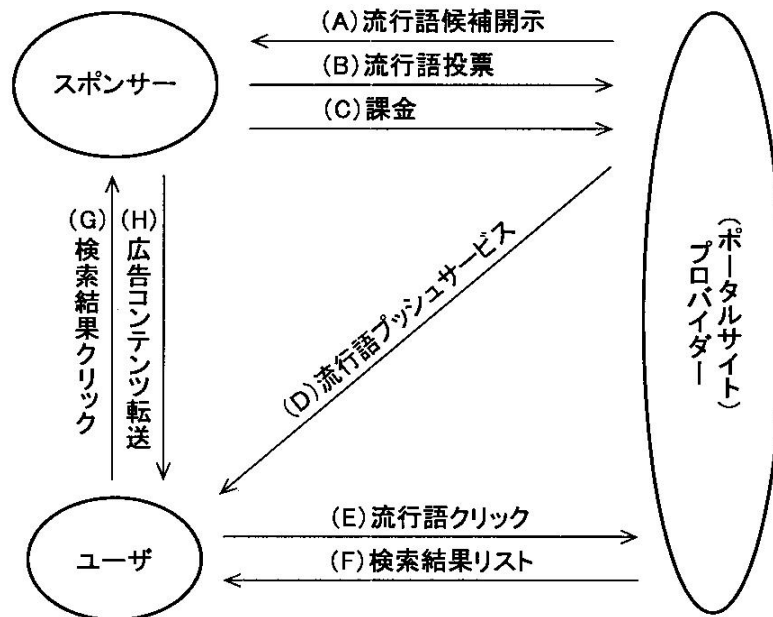 (A)流行語候補開示
スポンサー
(B)流行語投票
(C)課金
(G)検索結果クリック
(H)広告コンテンツ転送
(D)流行語プッシュサービス
(ポータルサイト)
プロバイダー
(E)流行語クリック
ユーザ
(F)検索結果リスト